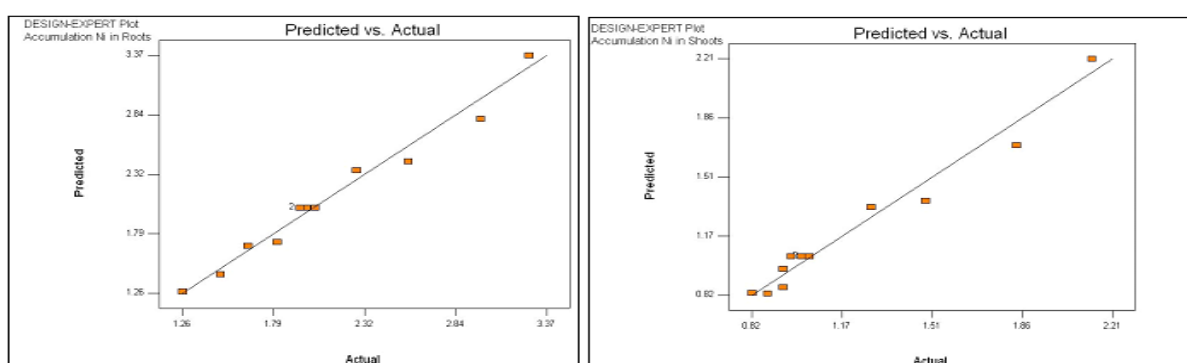 DESIGN-EXPERT Plot
Accumulation Ni in Roots
Predicted vs. Actual
3.37
2.84
2.32
1.79
1.26
Predicted
2
1.26
1.79
2.32
2.84
3.37
Actual
DESIGN-EXPERT Plot
Accumulation Ni in Shoots
Predicted vs. Actual
2.21
1.86
1.51
1.17
0.82
Predicted
0.82
1.17
1.51
1.86
2.21
Actual